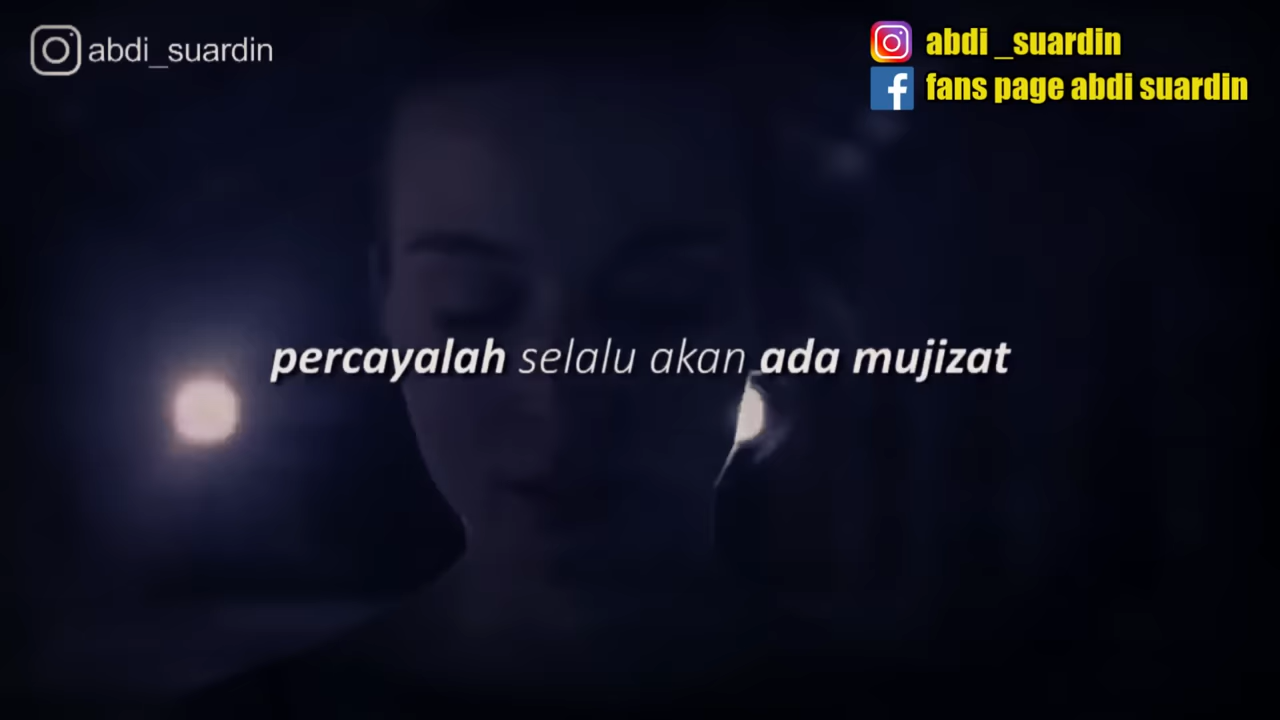 abdi_suardin
abdi _suardin
fans page abdi suardin
percayalah selalu akan ada mujizat